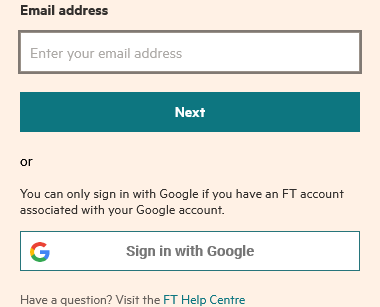 Email address
Enter your email address
Next
or
You can only sign in with Google if you have an FT account
associated with your Google account.
Sign in with Google
Have a question? Visit the FT Help Centre